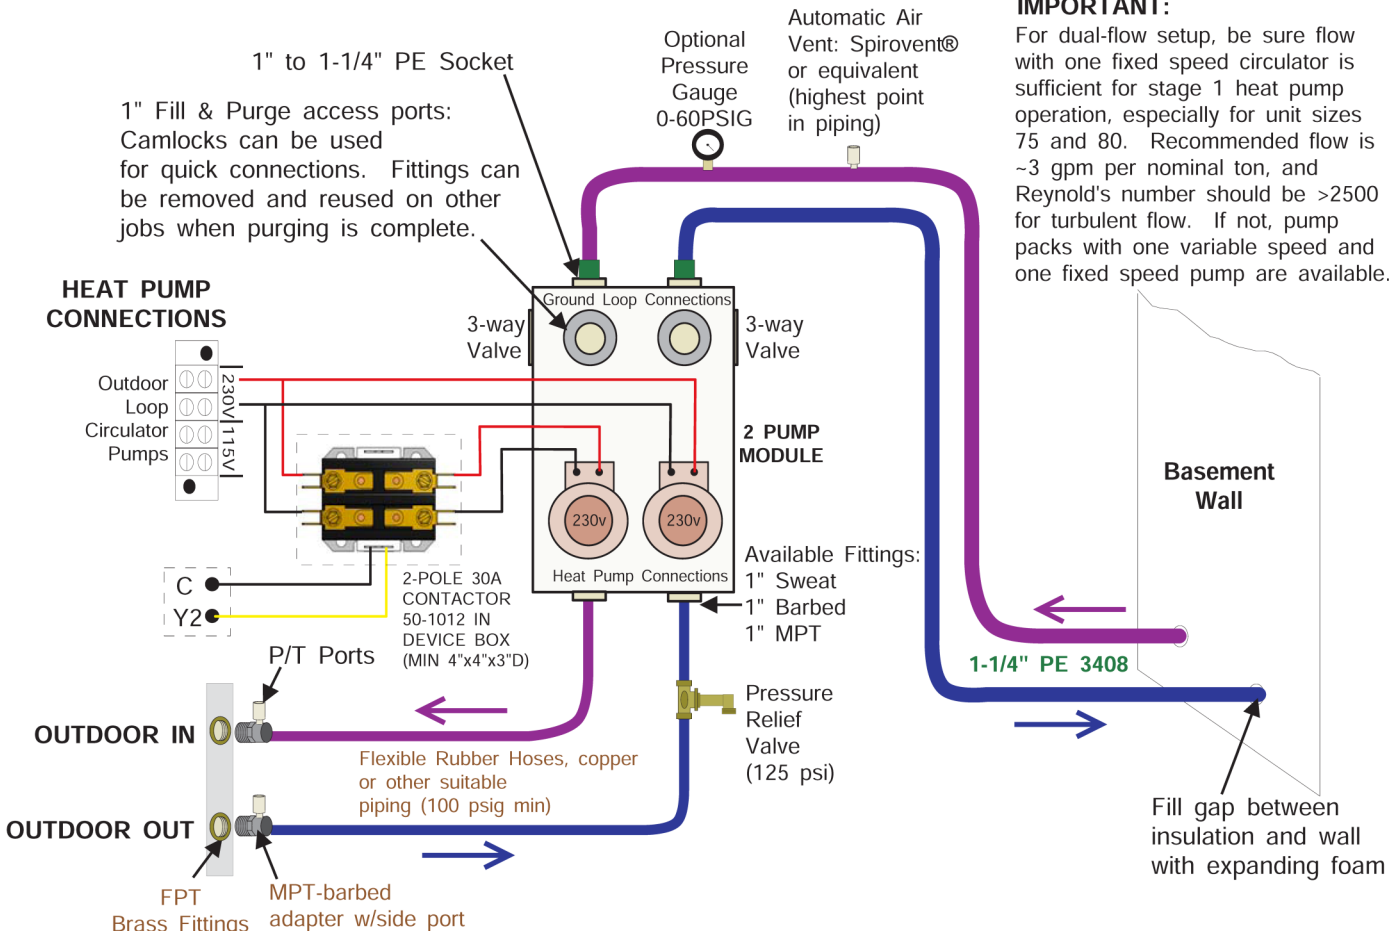 1" to 1-1/4" PE Socket
1" Fill & Purge access ports:
Camlocks can be used
for quick connections. Fittings can
be removed and reused on other
jobs when purging is complete.
Optional
Pressure
Gauge
0-60PSIG
Automatic Air
Vent: Spirovent®
or equivalent
(highest point
in piping)
IMPORTANT:
For dual-flow setup, be sure flow
with one fixed speed circulator is
sufficient for stage 1 heat pump
operation, especially for unit sizes
75 and 80. Recommended flow is
~3 gpm per nominal ton, and
Reynold's number should be >2500
for turbulent flow. If not, pump
packs with one variable speed and
one fixed speed pump are available.
HEAT PUMP
CONNECTIONS
Outdoor
Loop
Circulator
Pumps
230V
115V
Ground Loop Connections
3-way
Valve
3-way
Valve
2 PUMP
MODULE
230v
230v
Heat Pump Connections
Available Fittings:
1" Sweat
1" Barbed
1" MPT
C
Y2
2-POLE 30A
CONTACTOR
50-1012 IN
DEVICE BOX
(MIN 4"x4"x3"D)
Basement
Wall
1-1/4" PE 3408
P/T Ports
Pressure
Relief
Valve
(125 psi)
OUTDOOR IN
Flexible Rubber Hoses, copper
or other suitable
piping (100 psig min)
OUTDOOR OUT
Fill gap between
insulation and wall
with expanding foam
FPT
Brass Fittings
MPT-barbed
adapter w/side port